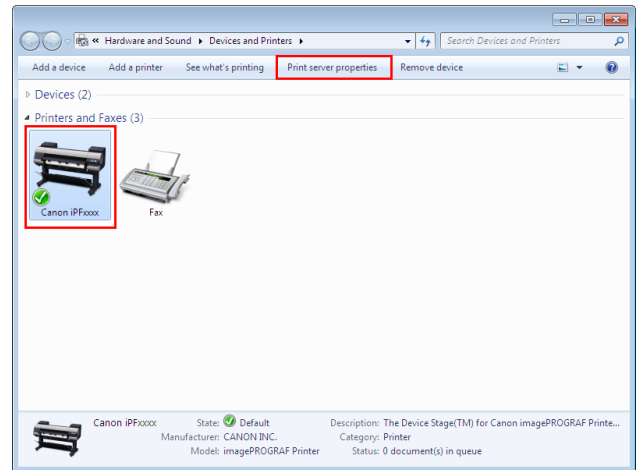 « Hardware and Sound ▸ Devices and Printers ▸ Search Devices and Printers
Add a device Add a printer See what's printing Print server properties Remove device
Devices (2)
Printers and Faxes (3)
Canon iPFxxxx Fax
Canon iPFxxxx State: Default Description: The Device Stage(TM) for Canon imagePROGRAF Printe...
Manufacturer: CANON INC. Category: Printer
Model: imagePROGRAF Printer Status: 0 document(s) in queue